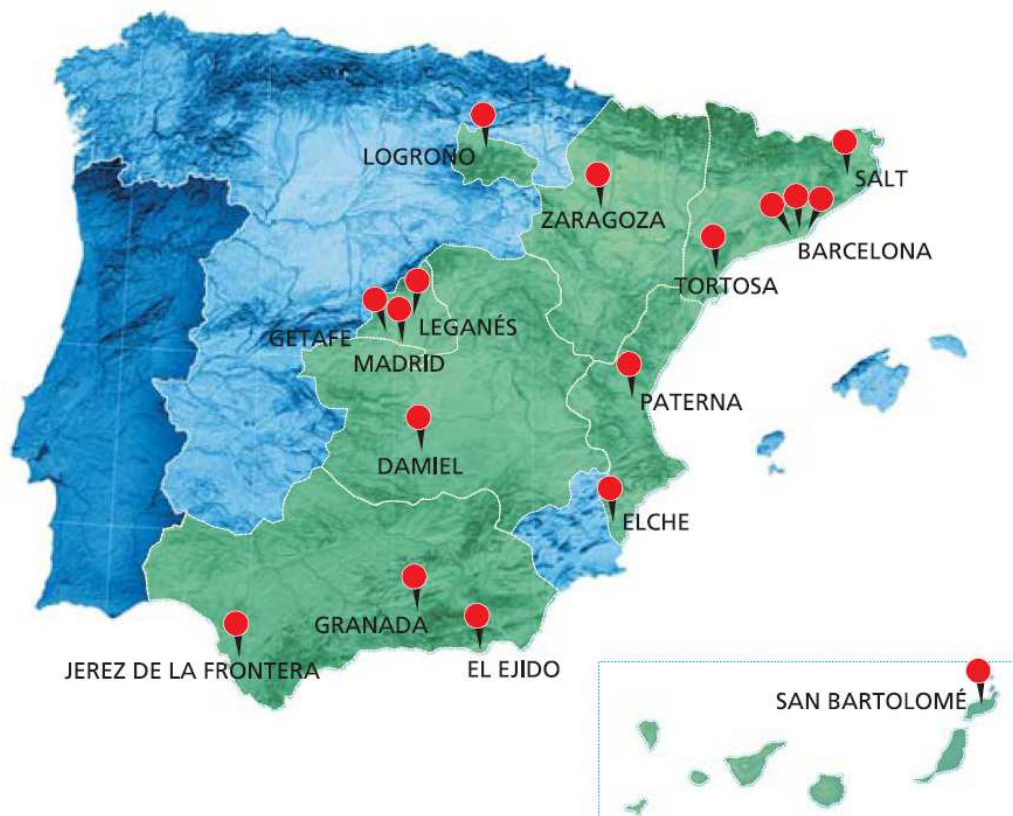 LOGROÑO
SALT
ZARAGOZA
BARCELONA
TORTOSA
GETAFE
LEGANÉS
MADRID
PATERNA
DAMIEL
ELCHE
GRANADA
JEREZ DE LA FRONTERA
EL EJIDO
SAN BARTOLOMÉ